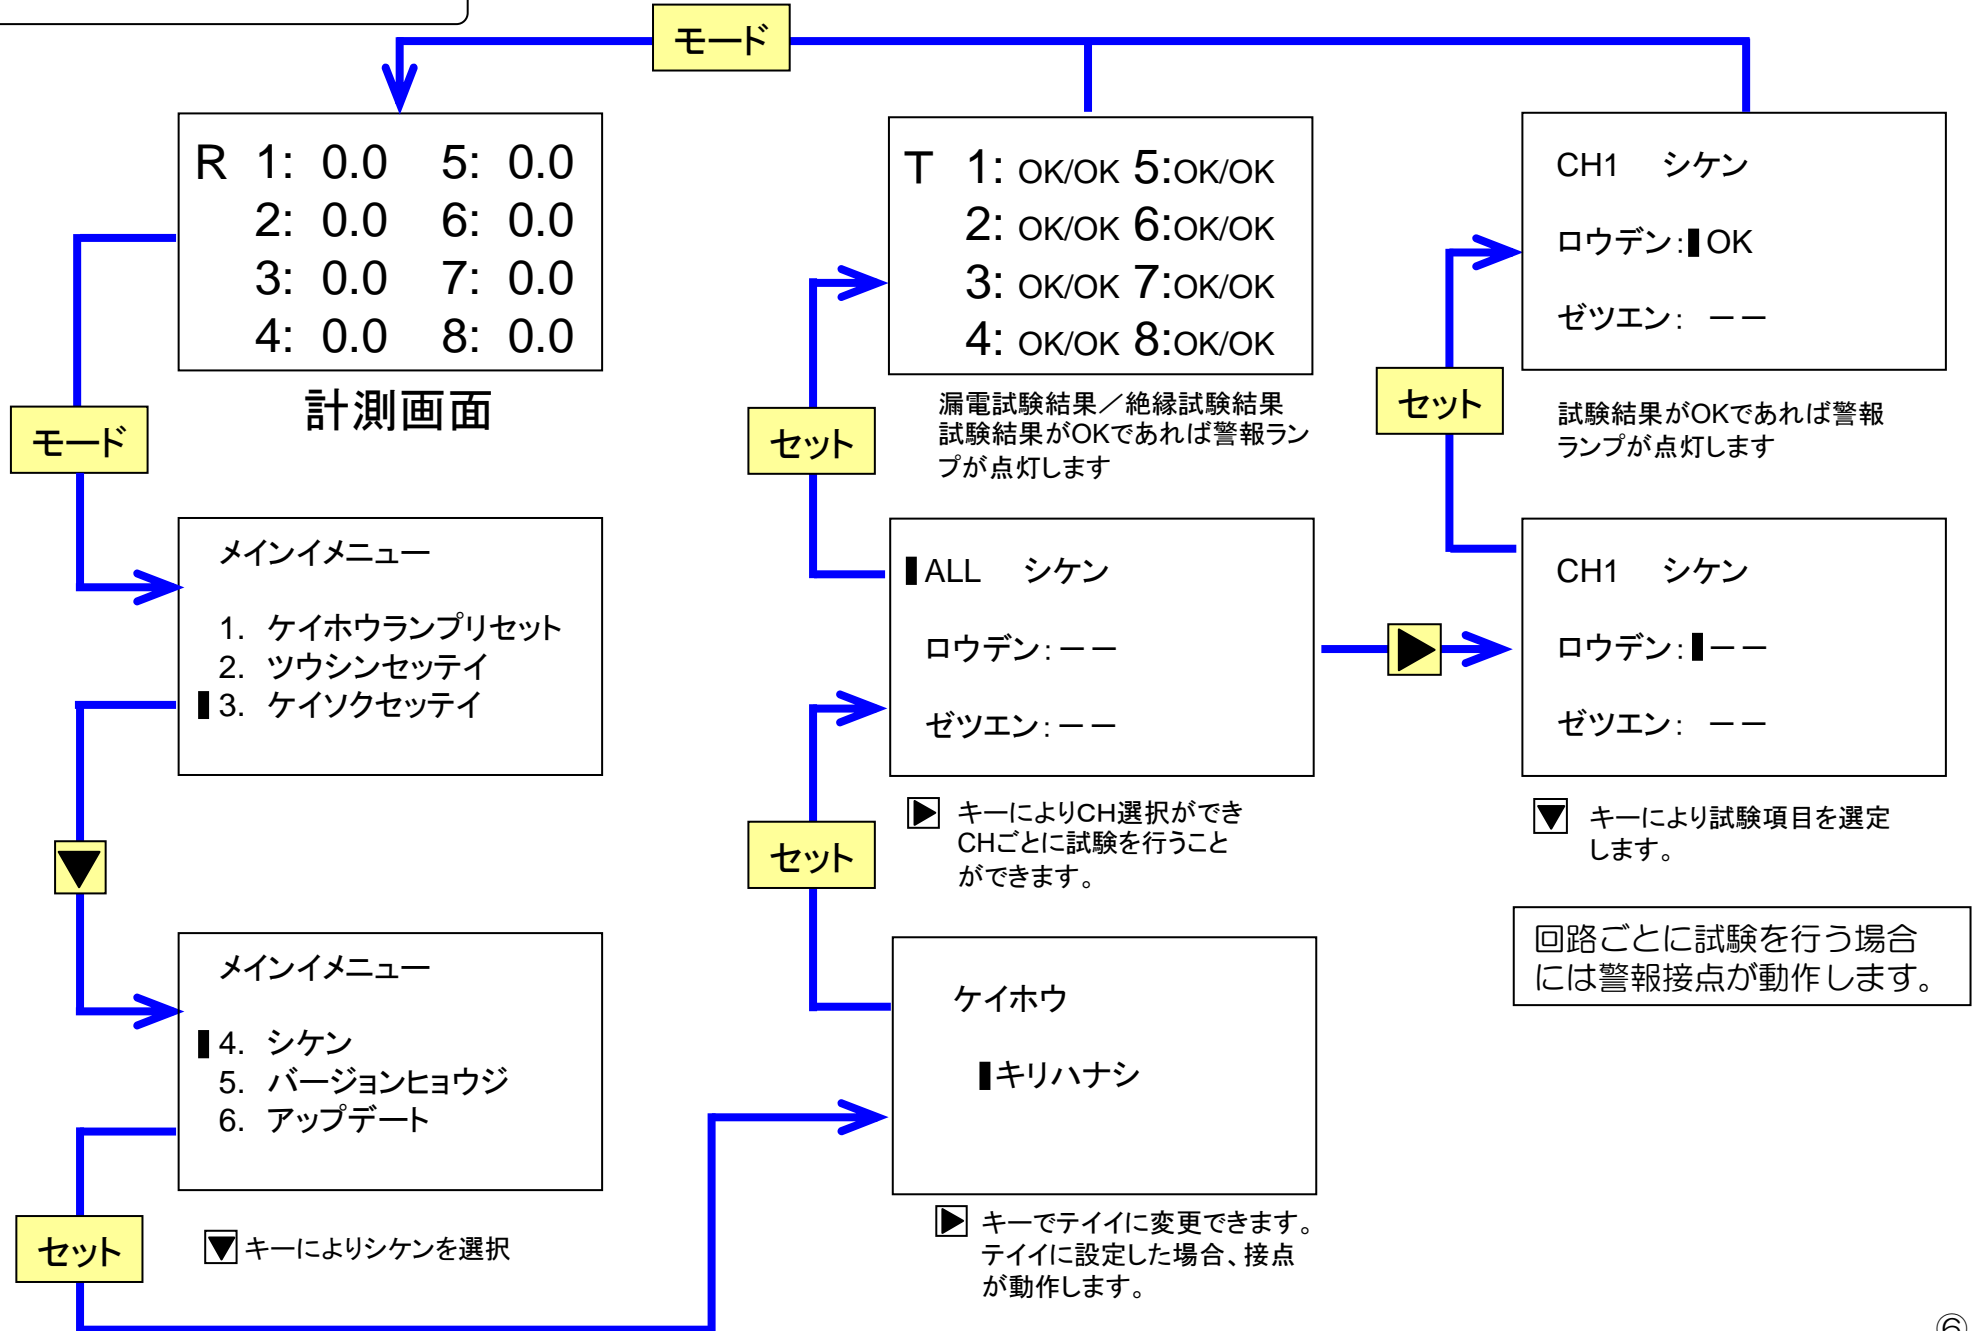 モード
R 1: 0.0 5: 0.0
2: 0.0 6: 0.0
3: 0.0 7: 0.0
4: 0.0 8: 0.0
計測画面
モード
メインイメニュー
1. ケイホウランプリセット
2. ツウシンセッテイ
3. ケイソクセッテイ
メインイメニュー
4. シケン
5. バージョンヒョウジ
6. アップデート
セット
▼キーによりシケンを選択
T 1: OK/OK 5:OK/OK
2: OK/OK 6:OK/OK
3: OK/OK 7:OK/OK
4: OK/OK 8:OK/OK
漏電試験結果／絶縁試験結果
試験結果がOKであれば警報ラン
プが点灯します
セット
ALL シケン
ロウデン:－－
ゼツエン:－－
▶ キーによりCH選択ができ
CHごとに試験を行うこと
ができます。
セット
ケイホウ
キリハナシ
▶ キーでテイイに変更できます。
テイイに設定した場合、接点
が動作します。
CH1 シケン
ロウデン: OK
ゼツエン: －－
試験結果がOKであれば警報
ランプが点灯します
セット
CH1 シケン
ロウデン: －－
ゼツエン: －－
▼ キーにより試験項目を選定
します。
回路ごとに試験を行う場合
には警報接点が動作します。
⑥